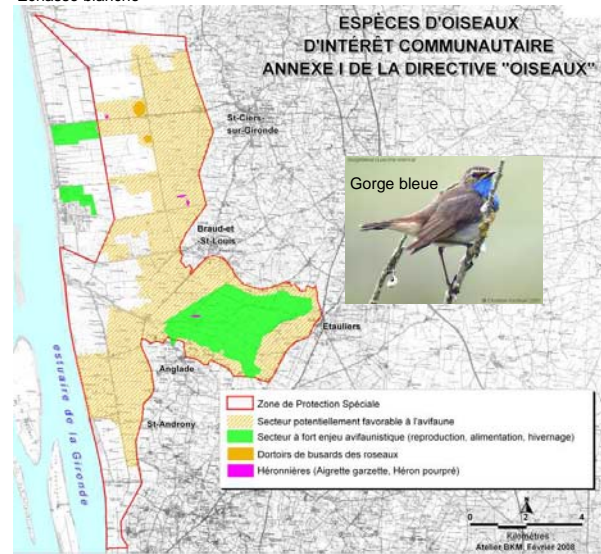 Echasse blanche
ESPÈCES D'OISEAUX
D'INTÉRÊT COMMUNAUTAIRE
ANNEXE I DE LA DIRECTIVE "OISEAUX"
St-Ciers-
sur-Gironde
Gorge bleue
Braud-et
-St-Louis
Etauliers
Anglade
St-Androny
estuaire de la Gironde
Zone de Protection Spéciale
Secteur potentiellement favorable à l'avifaune
Secteur à fort enjeu avifaunistique (reproduction, alimentation, hivernage)
Dortoirs de busards des roseaux
Héronnières (Aigrette garzette, Héron pourpré)
N
0 2 4
Kilomètres
Atelier BKM, Février 2008